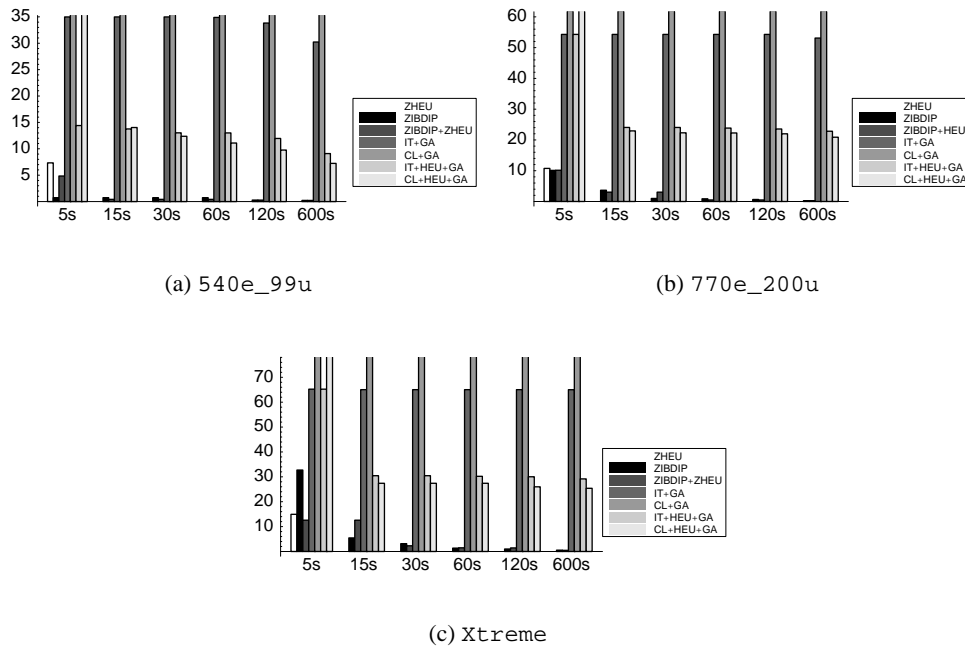 35
30
25
20
15
10
5
5s 15s 30s 60s 120s 600s
ZHEU
ZIBDIP
ZIBDIP+ZHEU
IT+GA
CL+GA
IT+HEU+GA
CL+HEU+GA
(a) 540e_99u
60
50
40
30
20
10
5s 15s 30s 60s 120s 600s
ZHEU
ZIBDIP
ZIBDIP+HEU
IT+GA
CL+GA
IT+HEU+GA
CL+HEU+GA
(b) 770e_200u
70
60
50
40
30
20
10
5s 15s 30s 60s 120s 600s
ZHEU
ZIBDIP
ZIBDIP+ZHEU
IT+GA
CL+GA
IT+HEU+GA
CL+HEU+GA
(c) Xtreme